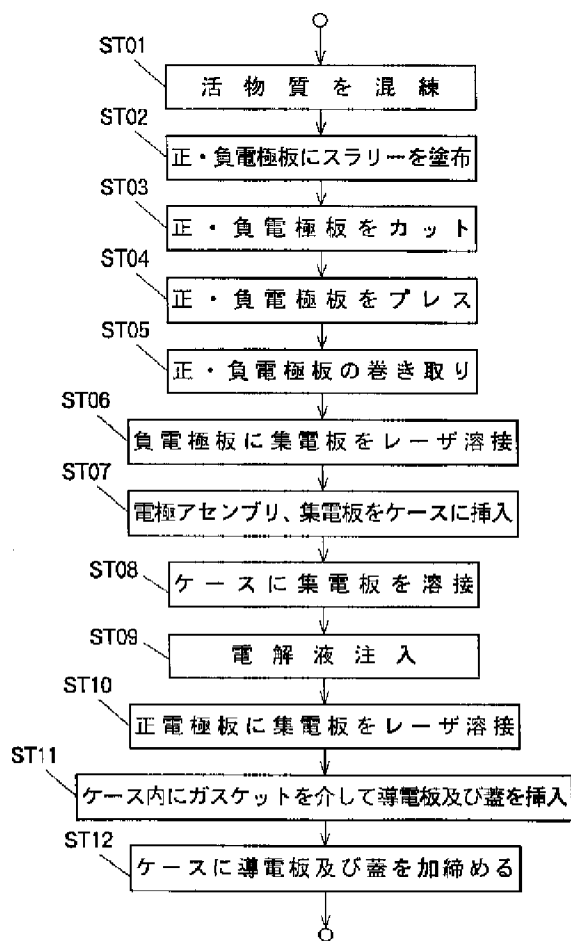 ST01
活物質を混練
ST02
正・負電極板にスラリーを塗布
ST03
正・負電極板をカット
ST04
正・負電極板をプレス
ST05
正・負電極板の巻き取り
ST06
負電極板に集電板をレーザ溶接
ST07
電極アセンブリ、集電板をケースに挿入
ST08
ケースに集電板を溶接
ST09
電解液注入
ST10
正電極板に集電板をレーザ溶接
ST11
ケース内にガスケットを介して導電板及び蓋を挿入
ST12
ケースに導電板及び蓋を加締める